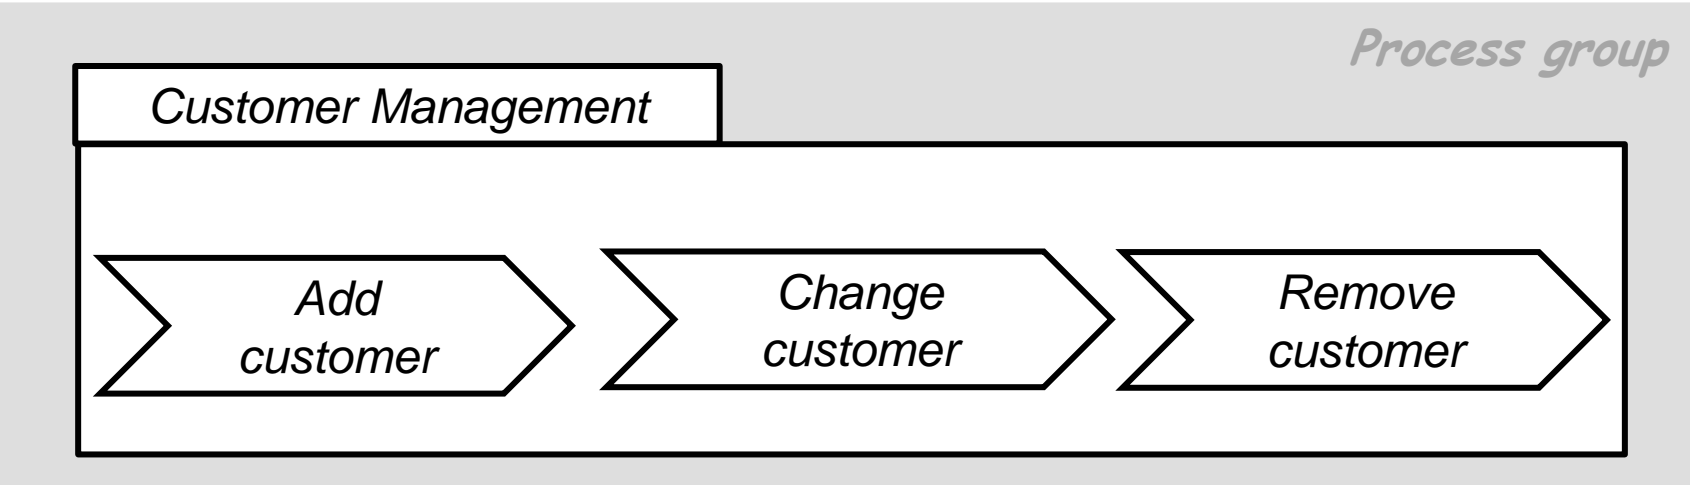 Process group
Customer Management
Add
customer
Change
customer
Remove
customer